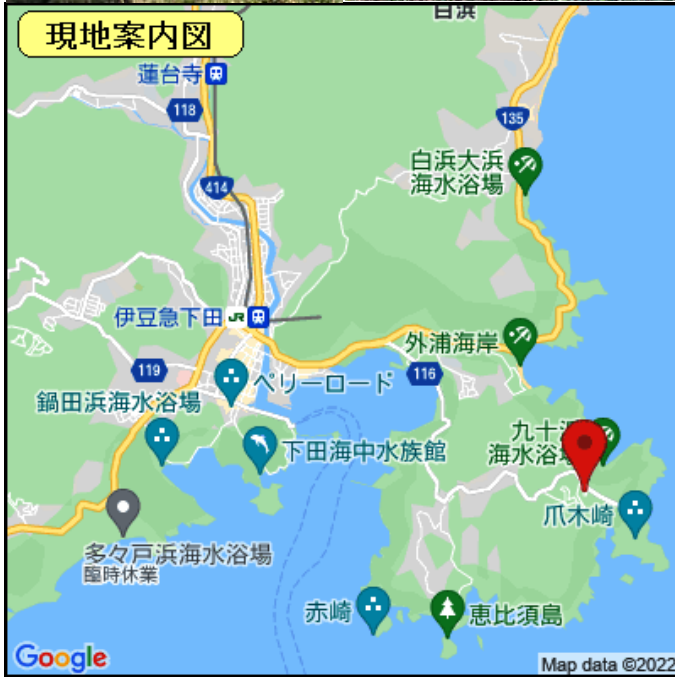 現地案内図
白浜
蓮台寺
118
135
白浜大浜
海水浴場
414
伊豆急下田
JR
外浦海岸
119
116
ペリーロード
鍋田浜海水浴場
九十
海水浴場
下田海中水族館
爪木崎
多々戸浜海水浴場
臨時休業
赤崎
恵比須島
Google
Map data ©2022